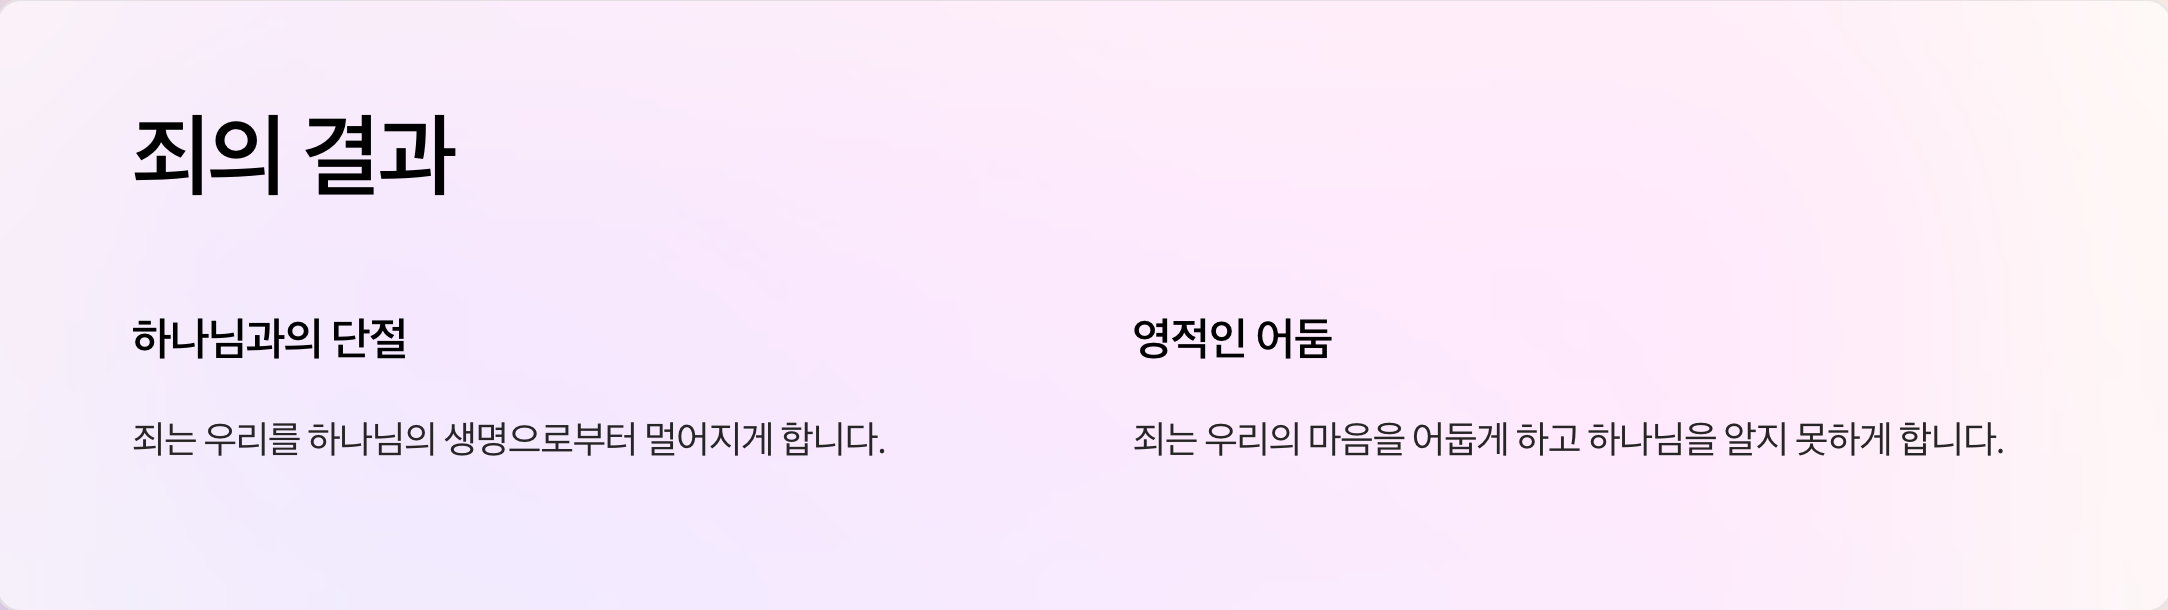 죄의 결과
하나님과의 단절
죄는 우리를 하나님의 생명으로부터 멀어지게 합니다.
영적인 어둠
죄는 우리의 마음을 어둡게 하고 하나님을 알지 못하게 합니다.